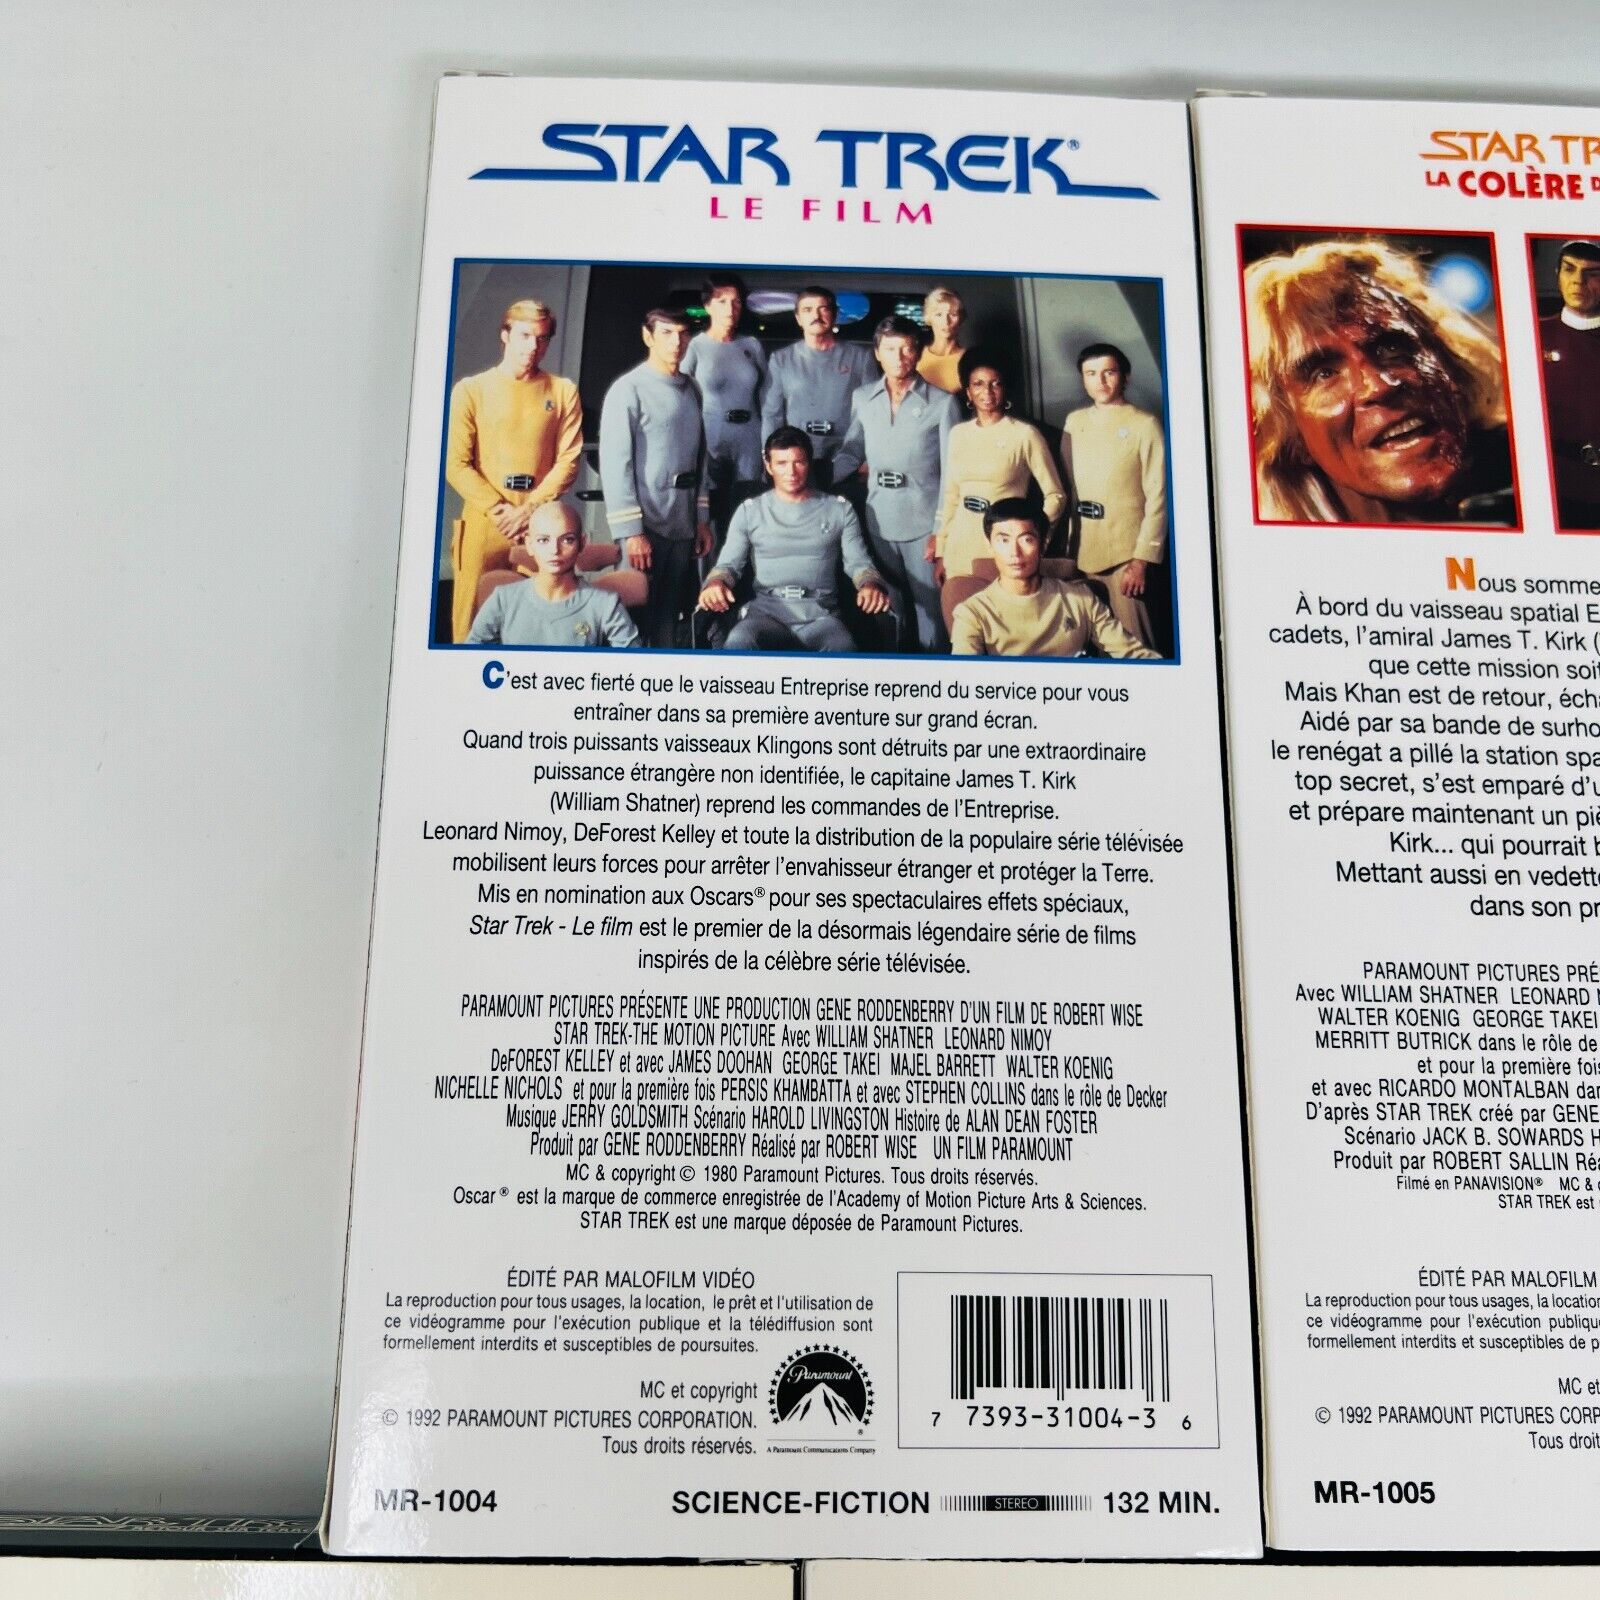 STAR TREK®
LE FILM
C'est avec fierté que le vaisseau Entreprise reprend du service pour vous
entraîner dans sa première aventure sur grand écran.
Quand trois puissants vaisseaux Klingons sont détruits par une extraordinaire
puissance étrangère non identifiée, le capitaine James T. Kirk
(William Shatner) reprend les commandes de l'Entreprise.
Leonard Nimoy, DeForest Kelley et toute la distribution de la populaire série télévisée
mobilisent leurs forces pour arrêter l'envahisseur étranger et protéger la Terre.
Mis en nomination aux Oscars® pour ses spectaculaires effets spéciaux,
Star Trek - Le film est le premier de la désormais légendaire série de films
inspirés de la célèbre série télévisée.
PARAMOUNT PICTURES PRÉSENTE UNE PRODUCTION GENE RODDENBERRY D'UN FILM DE ROBERT WISE
STAR TREK-THE MOTION PICTURE Avec WILLIAM SHATNER LEONARD NIMOY
DeFOREST KELLEY et avec JAMES DOOHAN GEORGE TAKEI MAJEL BARRETT WALTER KOENIG
NICHELLE NICHOLS et pour la première fois PERSIS KHAMBATTA et avec STEPHEN COLLINS dans le rôle de Decker
Musique JERRY GOLDSMITH Scénario HAROLD LIVINGSTON Histoire de ALAN DEAN FOSTER
Produit par GENE RODDENBERRY Réalisé par ROBERT WISE UN FILM PARAMOUNT
MC & copyright © 1980 Paramount Pictures. Tous droits réservés.
Oscar ® est la marque de commerce enregistrée de l'Academy of Motion Picture Arts & Sciences.
STAR TREK est une marque déposée de Paramount Pictures.
ÉDITÉ PAR MALOFILM VIDÉO
La reproduction pour tous usages, la location, le prêt et l'utilisation de
ce vidéogramme pour l'exécution publique et la télédiffusion sont
formellement interdits et susceptibles de poursuites.
MC et copyright
© 1992 PARAMOUNT PICTURES CORPORATION.
Tous droits réservés.
Paramount
®
A Paramount Communications Company
7 77393-31004-3 6
MR-1004
SCIENCE-FICTION STEREO 132 MIN.
STAR TR
LA COLÈRE D
Nous somme
À bord du vaisseau spatial E
cadets, l'amiral James T. Kirk (
que cette mission soit
Mais Khan est de retour, écha
Aidé par sa bande de surho
le renégat a pillé la station spa
top secret, s'est emparé d'u
et prépare maintenant un piè
Kirk... qui pourrait b
Mettant aussi en vedette
dans son pr
PARAMOUNT PICTURES PRÉ
Avec WILLIAM SHATNER LEONARD N
WALTER KOENIG GEORGE TAKEI
MERRITT BUTRICK dans le rôle de
et pour la première fois
et avec RICARDO MONTALBAN dan
D'après STAR TREK créé par GENE
Scénario JACK B. SOWARDS H
Produit par ROBERT SALLIN Réa
Filmé en PANAVISION® MC & c
STAR TREK est
ÉDITÉ PAR MALOFILM
La reproduction pour tous usages, la location
ce vidéogramme pour l'exécution publique
formellement interdits et susceptibles de p
MC et
© 1992 PARAMOUNT PICTURES CORP
Tous droit
MR-1005
RETOUR SUR TERRE